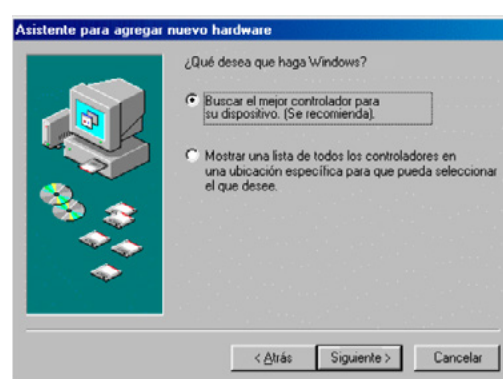 Asistente para agregar nuevo hardware
¿Qué desea que haga Windows?
Buscar el mejor controlador para
su dispositivo. (Se recomienda).
Mostrar una lista de todos los controladores en
una ubicación específica para que pueda seleccionar
el que desee.
< Atrás Siguiente > Cancelar